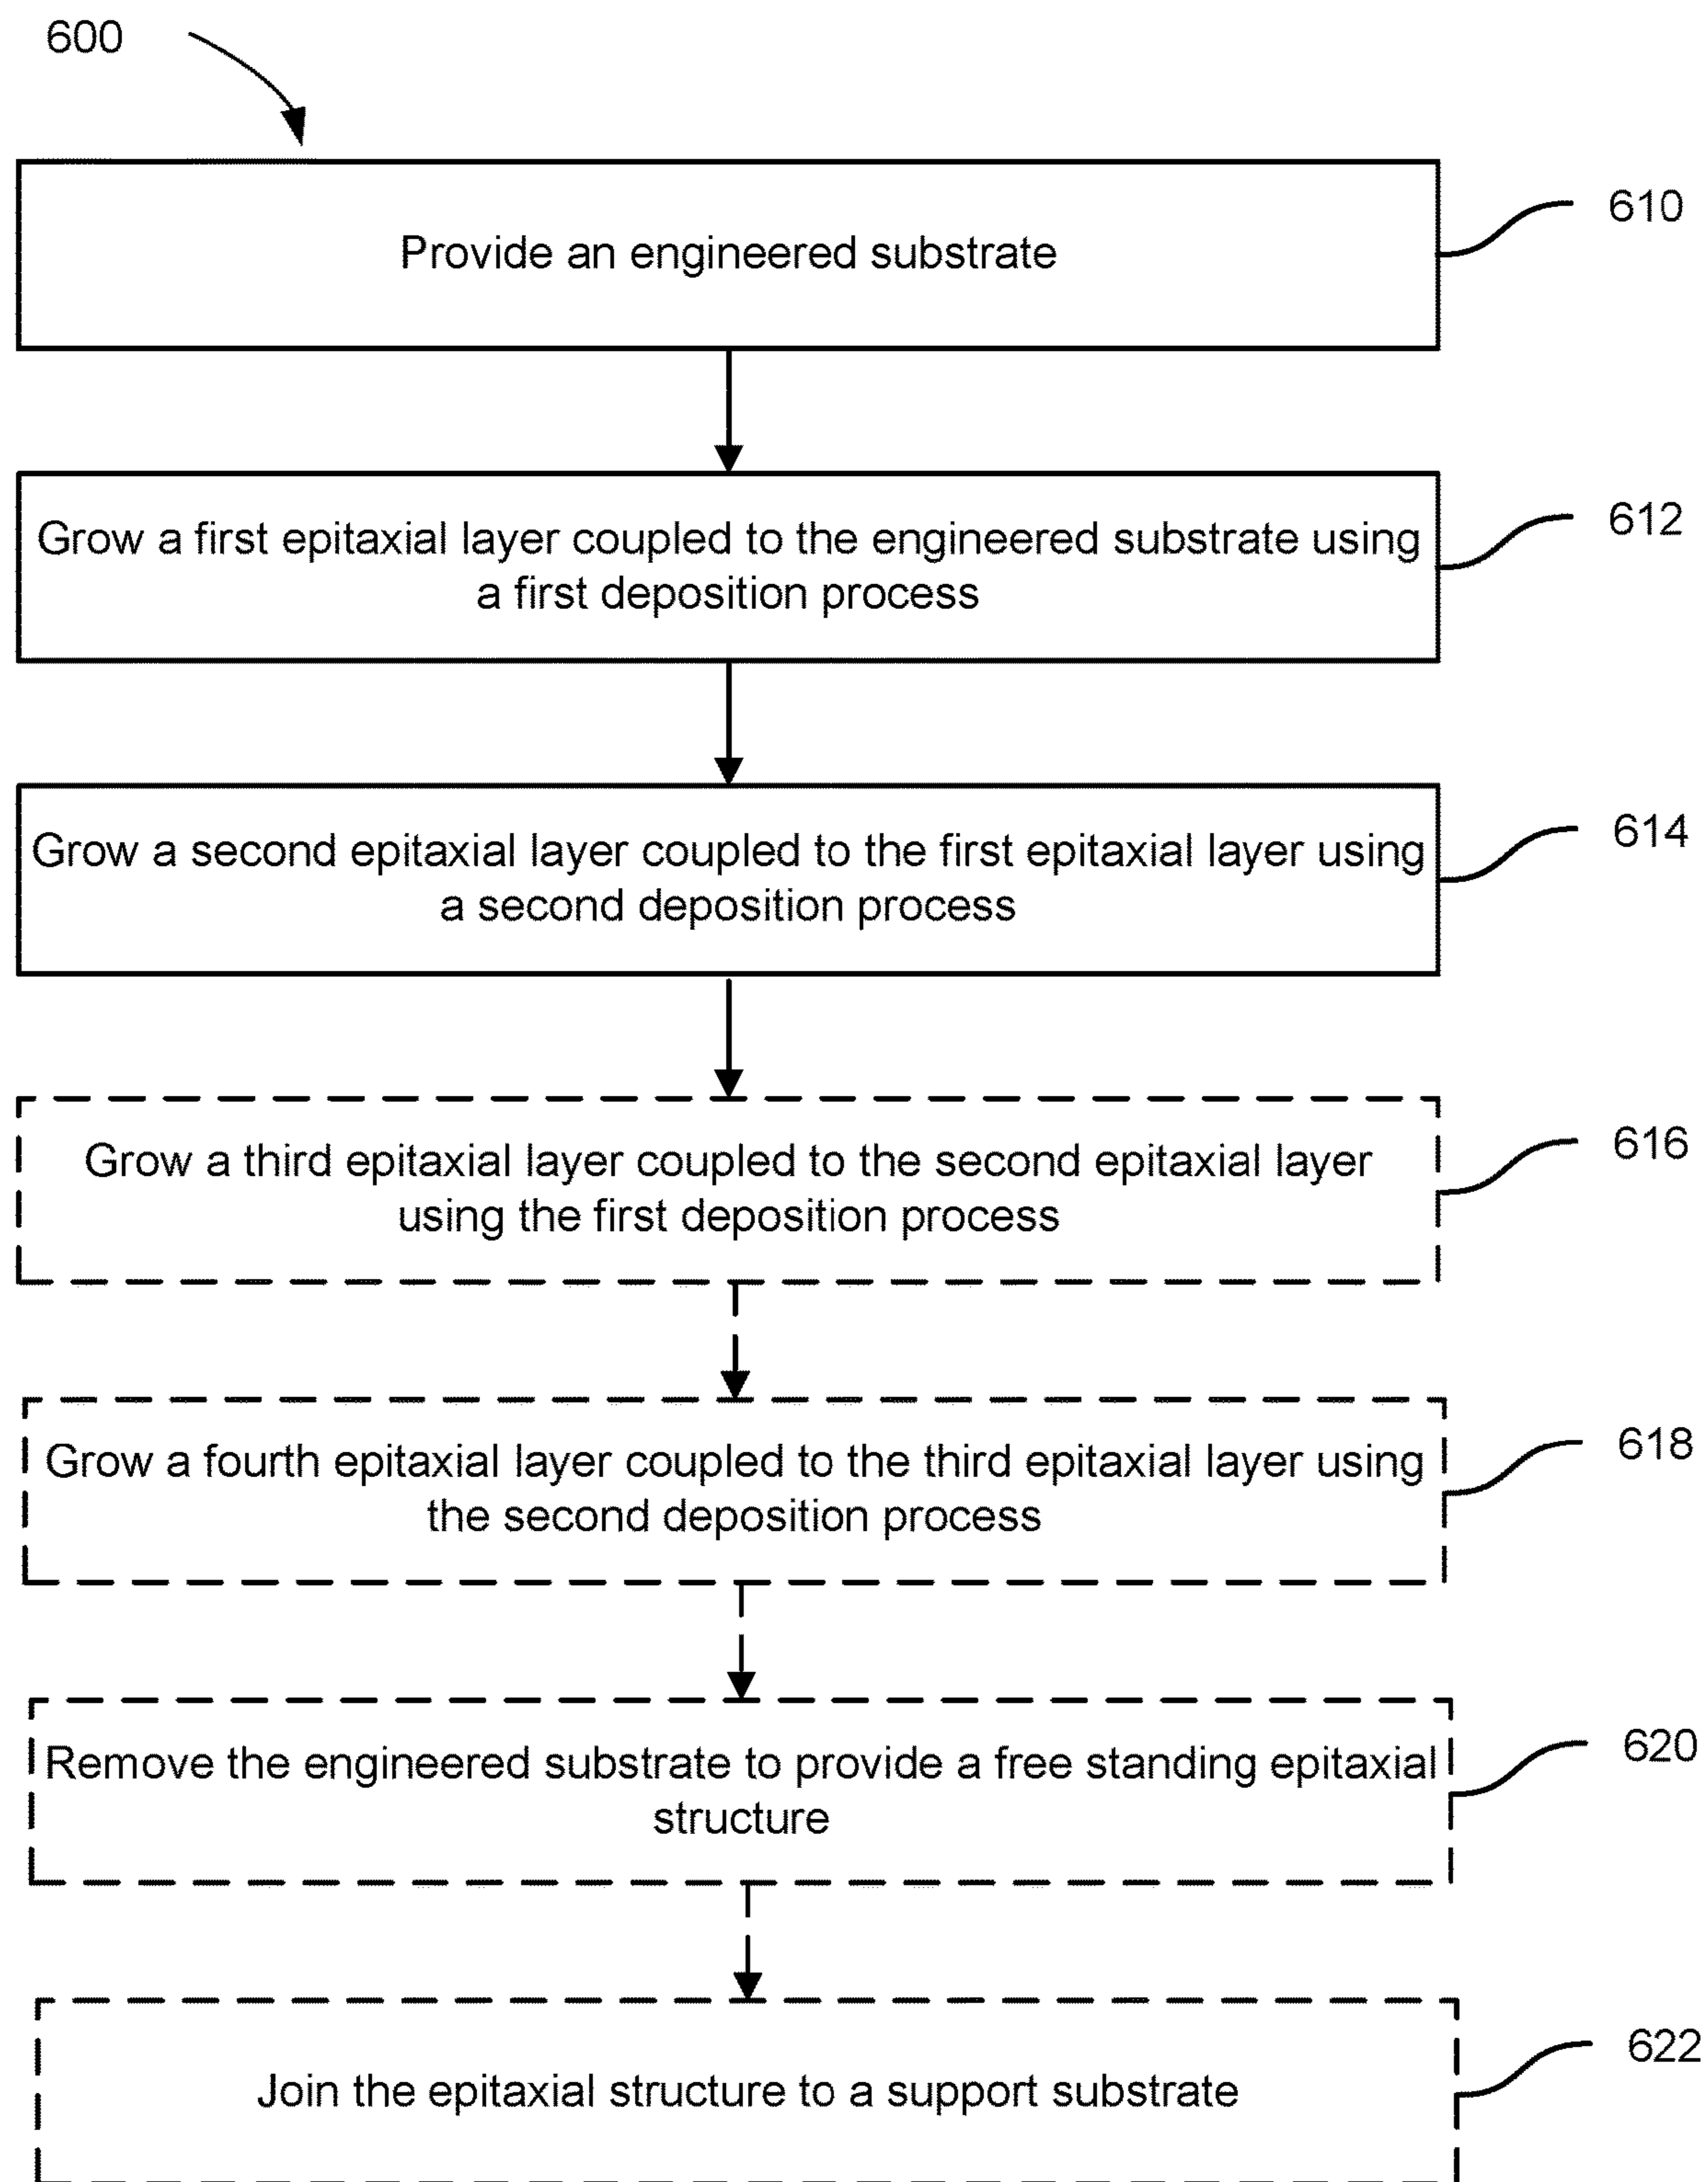 600
Provide an engineered substrate
610
Grow a first epitaxial layer coupled to the engineered substrate using
a first deposition process
612
Grow a second epitaxial layer coupled to the first epitaxial layer using
a second deposition process
614
Grow a third epitaxial layer coupled to the second epitaxial layer
using the first deposition process
616
Grow a fourth epitaxial layer coupled to the third epitaxial layer using
the second deposition process
618
Remove the engineered substrate to provide a free standing epitaxial
structure
620
Join the epitaxial structure to a support substrate
622